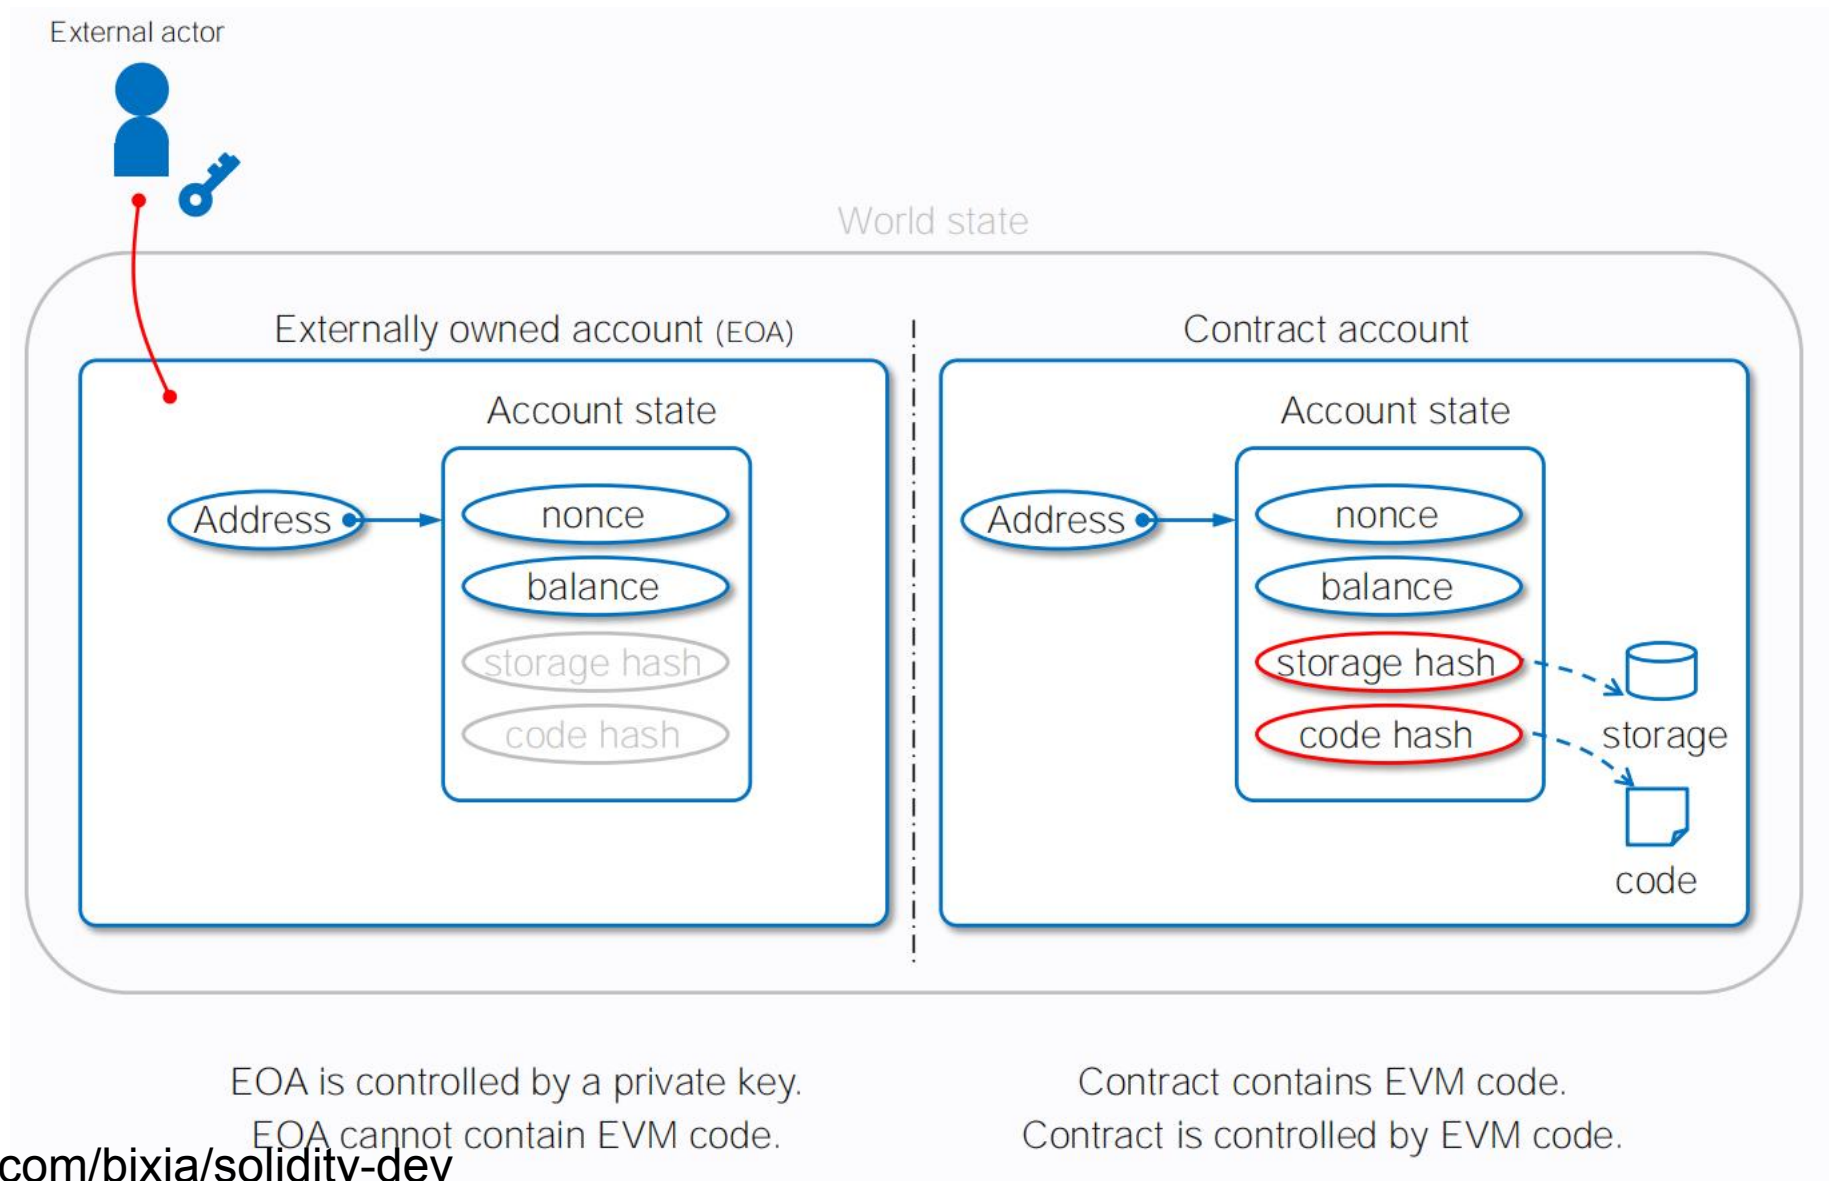 External actor
World state
Externally owned account (EOA)
Account state
Address
nonce
balance
storage hash
code hash
Contract account
Account state
Address
nonce
balance
storage hash
code hash
storage
code
EOA is controlled by a private key.
EOA cannot contain EVM code.
Contract contains EVM code.
Contract is controlled by EVM code.
com/bixia/solidity-dev